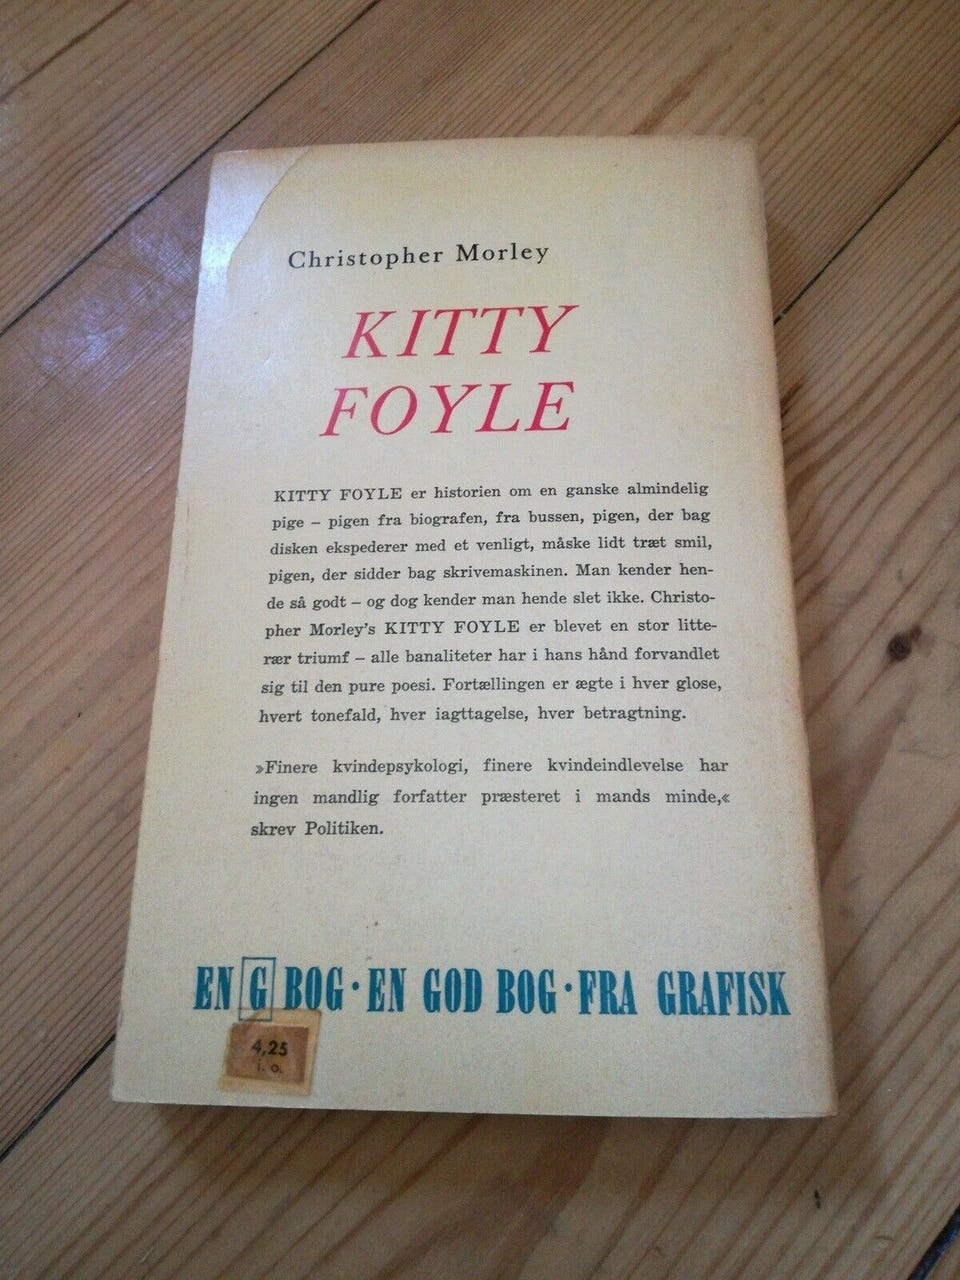 Christopher Morley
KITTY
FOYLE
KITTY FOYLE er historien om en ganske almindelig
pige – pigen fra biografen, fra bussen, pigen, der bag
disken ekspederer med et venligt, måske lidt træt smil,
pigen, der sidder bag skrivemaskinen. Man kender hen-
de så godt – og dog kender man hende slet ikke. Christo-
pher Morley's KITTY FOYLE er blevet en stor litte-
rær triumf – alle banaliteter har i hans hånd forvandlet
sig til den pure poesi. Fortællingen er ægte i hver glose,
hvert tonefald, hver iagttagelse, hver betragtning.
»Finere kvindepsykologi, finere kvindeindlevelse har
ingen mandlig forfatter præsteret i mands minde,«
skrev Politiken.
EN G BOG · EN GOD BOG · FRA GRAFISK
4,25
i. o.